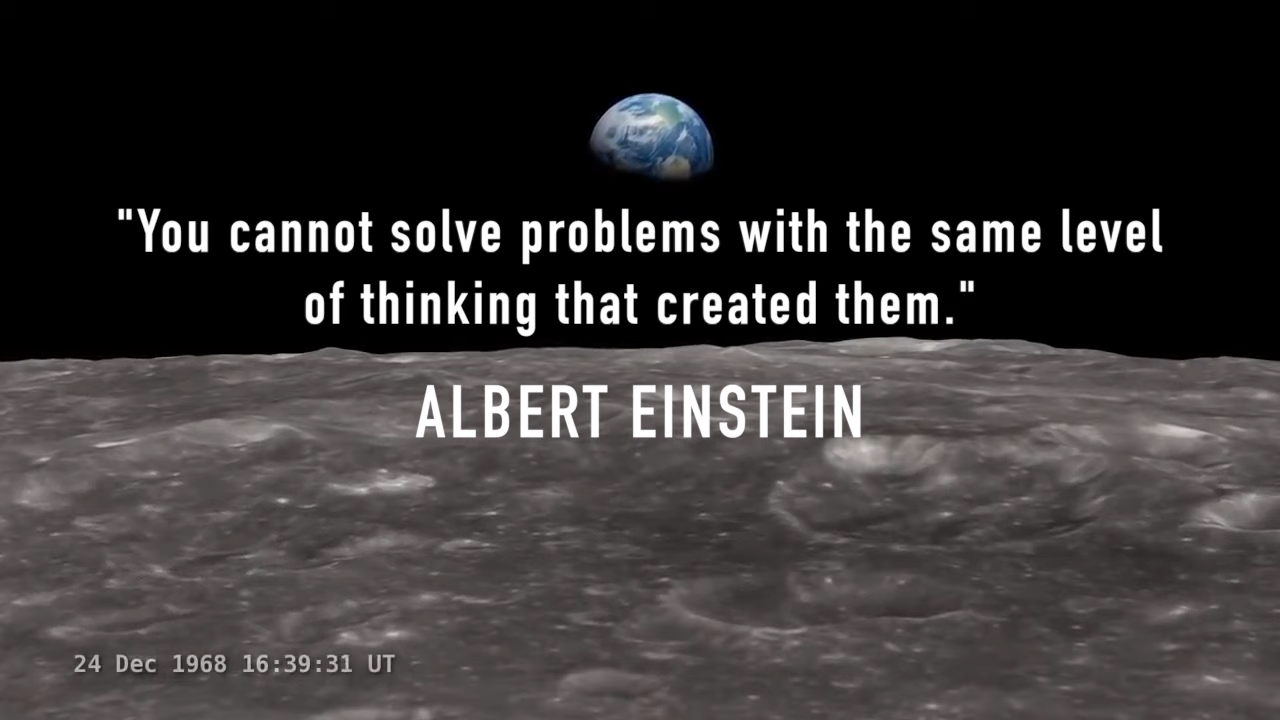 "You cannot solve problems with the same level
of thinking that created them."
ALBERT EINSTEIN
24 Dec 1968 16:39:31 UT